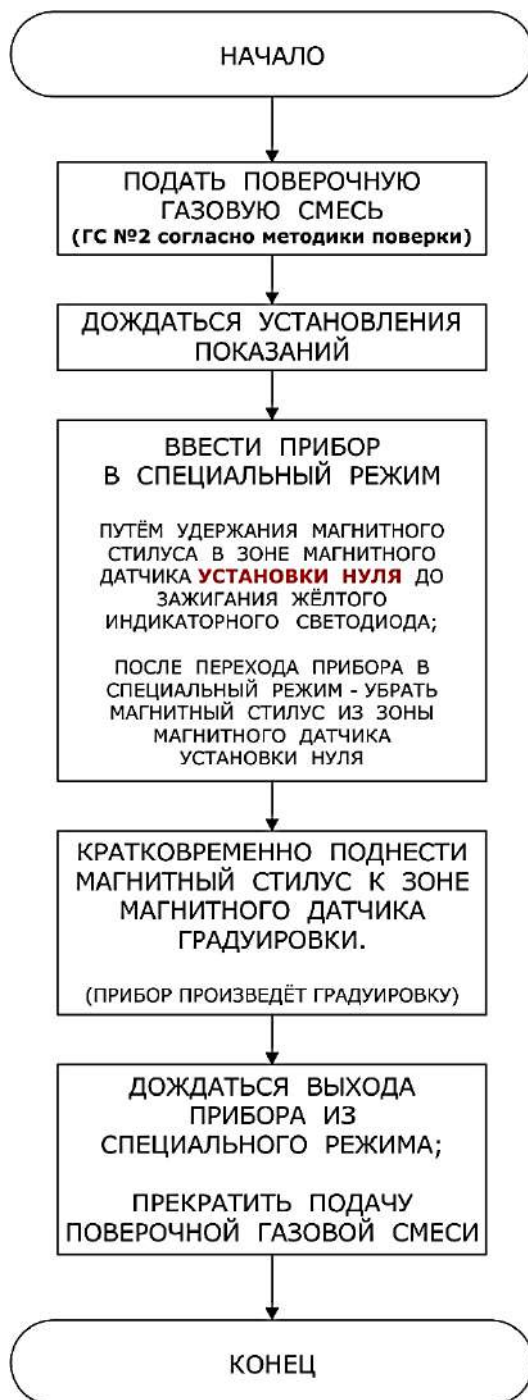 НАЧАЛО
ПОДАТЬ ПОВЕРОЧНУЮ
ГАЗОВУЮ СМЕСЬ
(ГС №2 согласно методики поверки)
ДОЖДАТЬСЯ УСТАНОВЛЕНИЯ
ПОКАЗАНИЙ
ВВЕСТИ ПРИБОР
В СПЕЦИАЛЬНЫЙ РЕЖИМ
ПУТЁМ УДЕРЖАНИЯ МАГНИТНОГО
СТИЛУСА В ЗОНЕ МАГНИТНОГО
ДАТЧИКА УСТАНОВКИ НУЛЯ ДО
ЗАЖИГАНИЯ ЖЁЛТОГО
ИНДИКАТОРНОГО СВЕТОДИОДА;
ПОСЛЕ ПЕРЕХОДА ПРИБОРА В
СПЕЦИАЛЬНЫЙ РЕЖИМ - УБРАТЬ
МАГНИТНЫЙ СТИЛУС ИЗ ЗОНЫ
МАГНИТНОГО ДАТЧИКА
УСТАНОВКИ НУЛЯ
КРАТКОВРЕМЕННО ПОДНЕСТИ
МАГНИТНЫЙ СТИЛУС К ЗОНЕ
МАГНИТНОГО ДАТЧИКА
ГРАДУИРОВКИ.
(ПРИБОР ПРОИЗВЕДЁТ ГРАДУИРОВКУ)
ДОЖДАТЬСЯ ВЫХОДА
ПРИБОРА ИЗ
СПЕЦИАЛЬНОГО РЕЖИМА;
ПРЕКРАТИТЬ ПОДАЧУ
ПОВЕРОЧНОЙ ГАЗОВОЙ СМЕСИ
КОНЕЦ